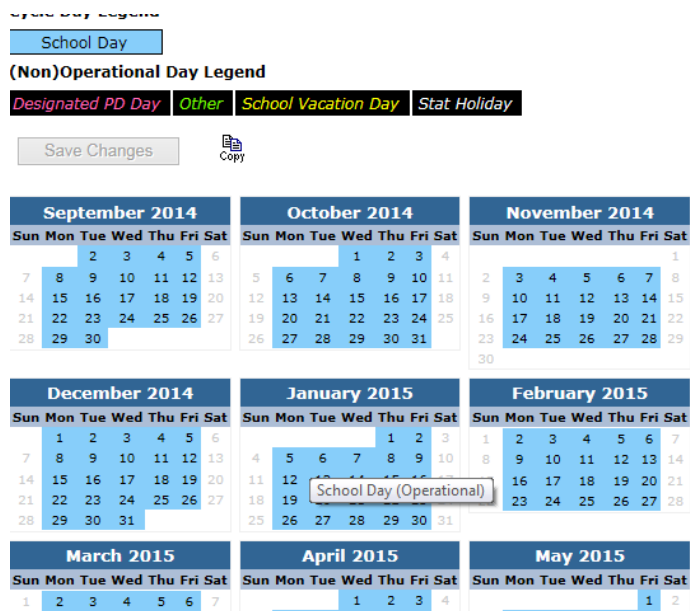 Cycle Day Legend
School Day
(Non)Operational Day Legend
Designated PD Day Other School Vacation Day Stat Holiday
Save Changes Copy
September 2014 October 2014 November 2014
Sun Mon Tue Wed Thu Fri Sat Sun Mon Tue Wed Thu Fri Sat Sun Mon Tue Wed Thu Fri Sat
2 3 4 5 6 1 2 3 4 1
7 8 9 10 11 12 13 5 6 7 8 9 10 11 2 3 4 5 6 7 8
14 15 16 17 18 19 20 12 13 14 15 16 17 18 9 10 11 12 13 14 15
21 22 23 24 25 26 27 19 20 21 22 23 24 25 16 17 18 19 20 21 22
28 29 30 26 27 28 29 30 31 23 24 25 26 27 28 29
30
December 2014 January 2015 February 2015
Sun Mon Tue Wed Thu Fri Sat Sun Mon Tue Wed Thu Fri Sat Sun Mon Tue Wed Thu Fri Sat
1 2 3 4 5 6 1 2 3 1 2 3 4 5 6 7
7 8 9 10 11 12 13 4 5 6 7 8 9 10 8 9 10 11 12 13 14
14 15 16 17 18 19 20 11 12 16 17 18 19 20 21
School Day (Operational)
21 22 23 24 25 26 27 18 19 23 24 25 26 27 28
28 29 30 31 25 26 27 28 29 30 31
March 2015 April 2015 May 2015
Sun Mon Tue Wed Thu Fri Sat Sun Mon Tue Wed Thu Fri Sat Sun Mon Tue Wed Thu Fri Sat
1 2 3 4 5 6 7 1 2 3 4 1 2